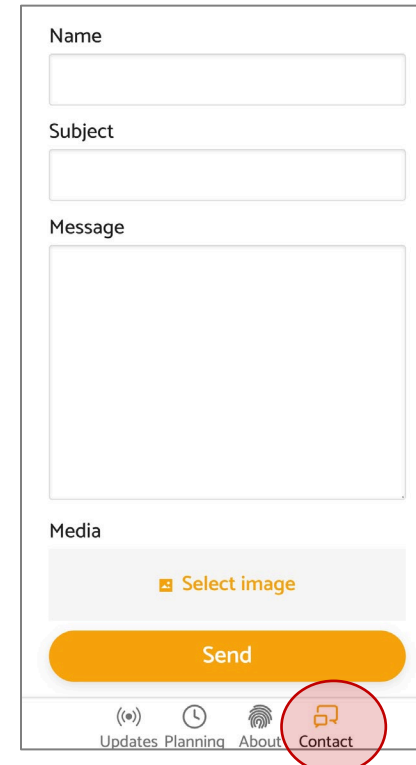 Name
Subject
Message
Media
Select image
Send
Updates Planning About Contact